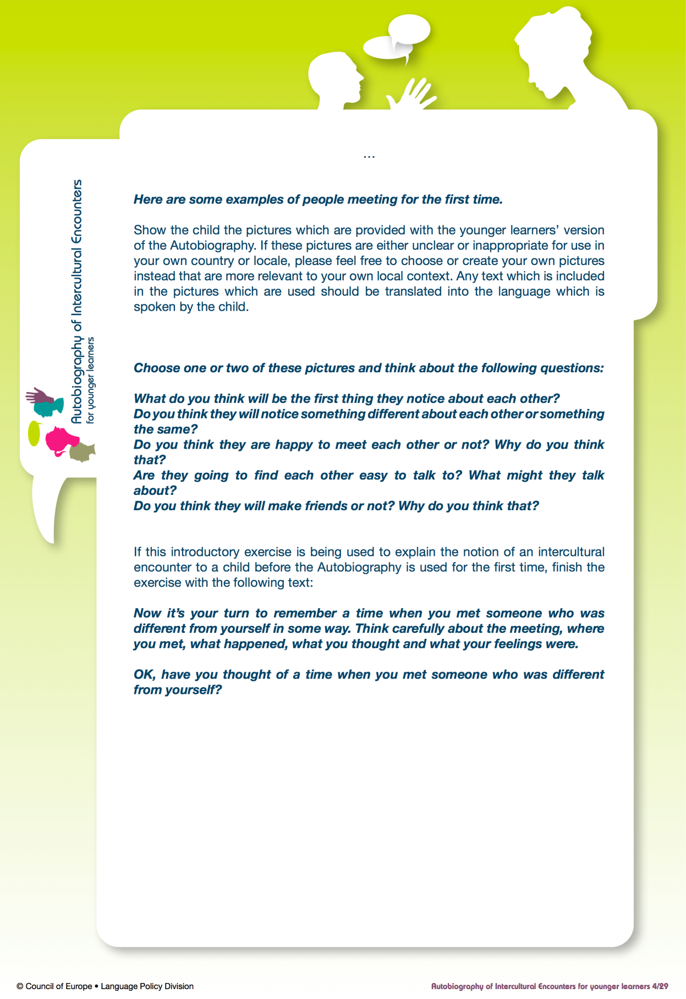 ...
Here are some examples of people meeting for the first time.
Show the child the pictures which are provided with the younger learners’ version
of the Autobiography. If these pictures are either unclear or inappropriate for use in
your own country or locale, please feel free to choose or create your own pictures
instead that are more relevant to your own local context. Any text which is included
in the pictures which are used should be translated into the language which is
spoken by the child.
Choose one or two of these pictures and think about the following questions:
What do you think will be the first thing they notice about each other?
Do you think they will notice something different about each other or something
the same?
Do you think they are happy to meet each other or not? Why do you think
that?
Are they going to find each other easy to talk to? What might they talk
about?
Do you think they will make friends or not? Why do you think that?
If this introductory exercise is being used to explain the notion of an intercultural
encounter to a child before the Autobiography is used for the first time, finish the
exercise with the following text:
Now it’s your turn to remember a time when you met someone who was
different from yourself in some way. Think carefully about the meeting, where
you met, what happened, what you thought and what your feelings were.
OK, have you thought of a time when you met someone who was different
from yourself?
Autobiography of Intercultural Encounters
for younger learners
© Council of Europe • Language Policy Division
Autobiography of Intercultural Encounters for younger learners 4/29